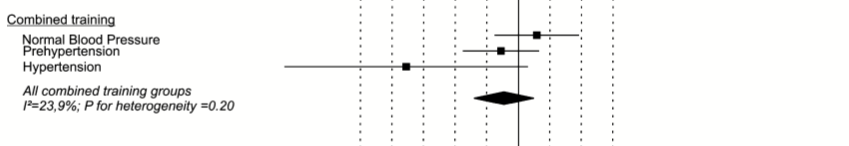 Combined training
Normal Blood Pressure
Prehypertension
Hypertension
All combined training groups
I²=23,9%; P for heterogeneity =0.20